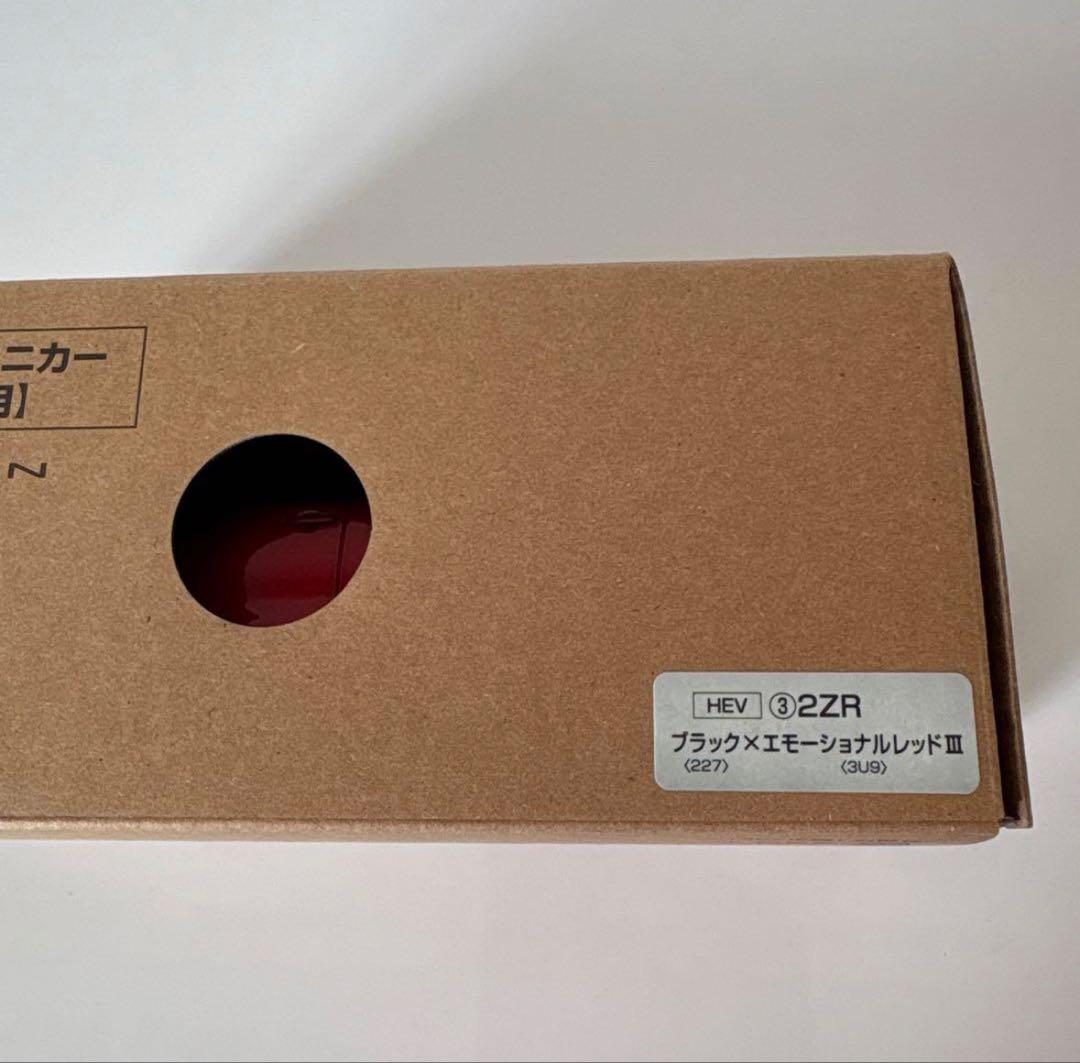 ニカー
用】
N
HEV ③2ZR
ブラック×エモーショナルレッドⅢ
〈227〉 〈3U9〉